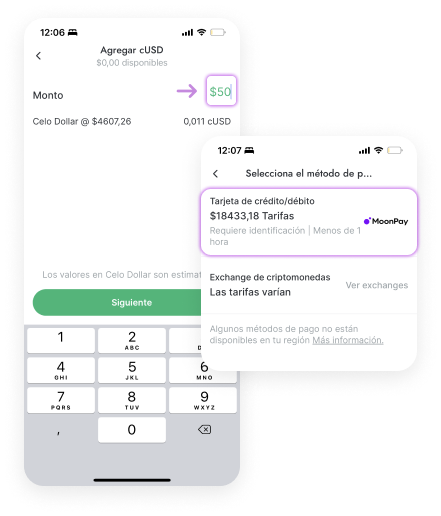 12:06
Agregar cUSD
$0,00 disponibles
Monto
$50
Celo Dollar @ $4607,26
0,011 cUSD
Los valores en Celo Dollar son estimat
Siguiente
1
2
ABC
D
4
GHI
5
JKL
6
MNO
7
PQRS
8
TUV
9
WXYZ
,
0
12:07
Selecciona el método de p...
Tarjeta de crédito/débito
$18433,18 Tarifas
Requiere identificación | Menos de 1
hora
MoonPay
Exchange de criptomonedas
Las tarifas varían
Ver exchanges
Algunos métodos de pago no están
disponibles en tu región Más información.